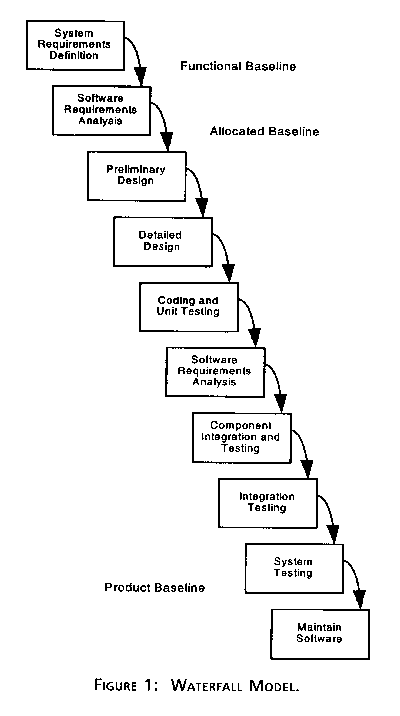 System
Requirements
Definition
Functional Baseline
Software
Requirements
Analysis
Allocated Baseline
Preliminary
Design
Detailed
Design
Coding and
Unit Testing
Software
Requirements
Analysis
Component
Integration and
Testing
Integration
Testing
System
Testing
Product Baseline
Maintain
Software
FIGURE 1: WATERFALL MODEL.